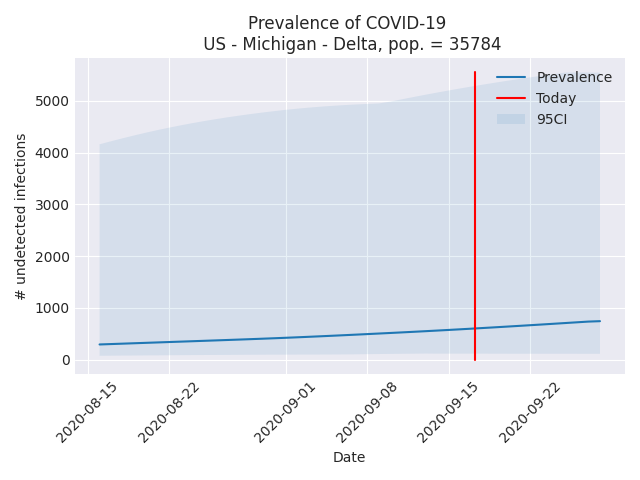 Prevalence of COVID-19
US - Michigan - Delta, pop. = 35784
Prevalence
Today
95CI
# undetected infections
5000
4000
3000
2000
1000
0
2020-08-15
2020-08-22
2020-09-01
2020-09-08
2020-09-15
2020-09-22
Date